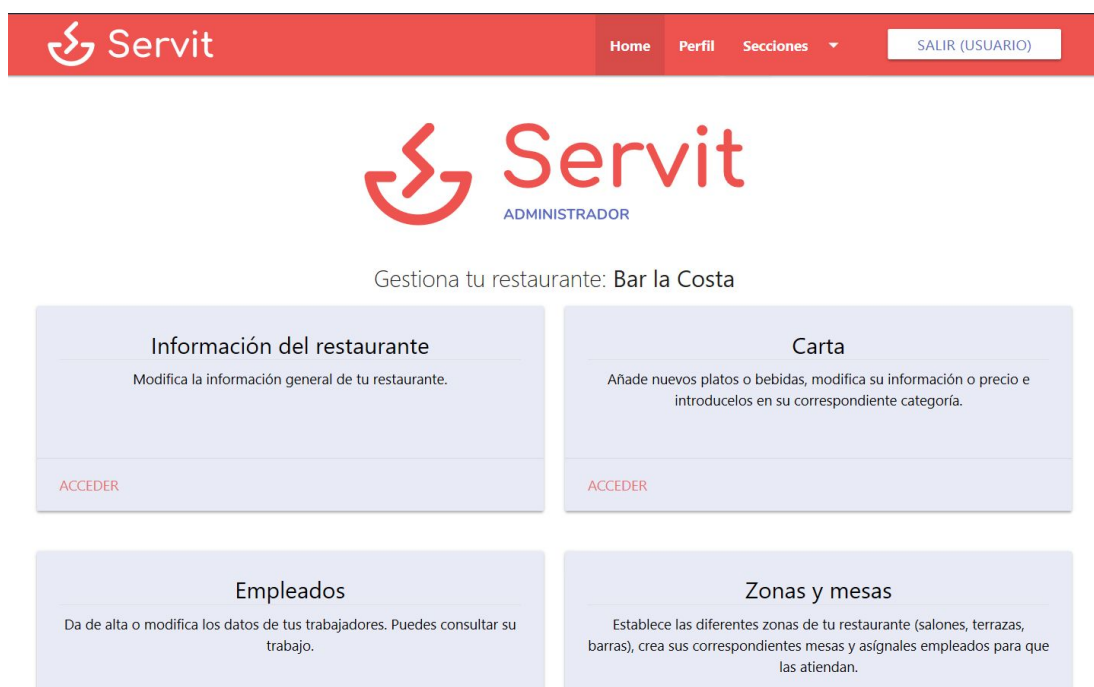 Servit
Home Perfil Secciones SALIR (USUARIO)
Servit
ADMINISTRADOR
Gestiona tu restaurante: Bar la Costa
Información del restaurante
Modifica la información general de tu restaurante.
ACCEDER
Carta
Añade nuevos platos o bebidas, modifica su información o precio e
introducelos en su correspondiente categoría.
ACCEDER
Empleados
Da de alta o modifica los datos de tus trabajadores. Puedes consultar su
trabajo.
Zonas y mesas
Establece las diferentes zonas de tu restaurante (salones, terrazas,
barras), crea sus correspondientes mesas y asígnales empleados para que
las atiendan.